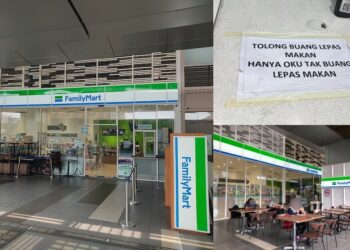 FamilyMart
FamilyMart
TOLONG BUANG LEPAS
MAKAN
HANYA OKU TAK BUANG
LEPAS MAKAN
FamilyMart